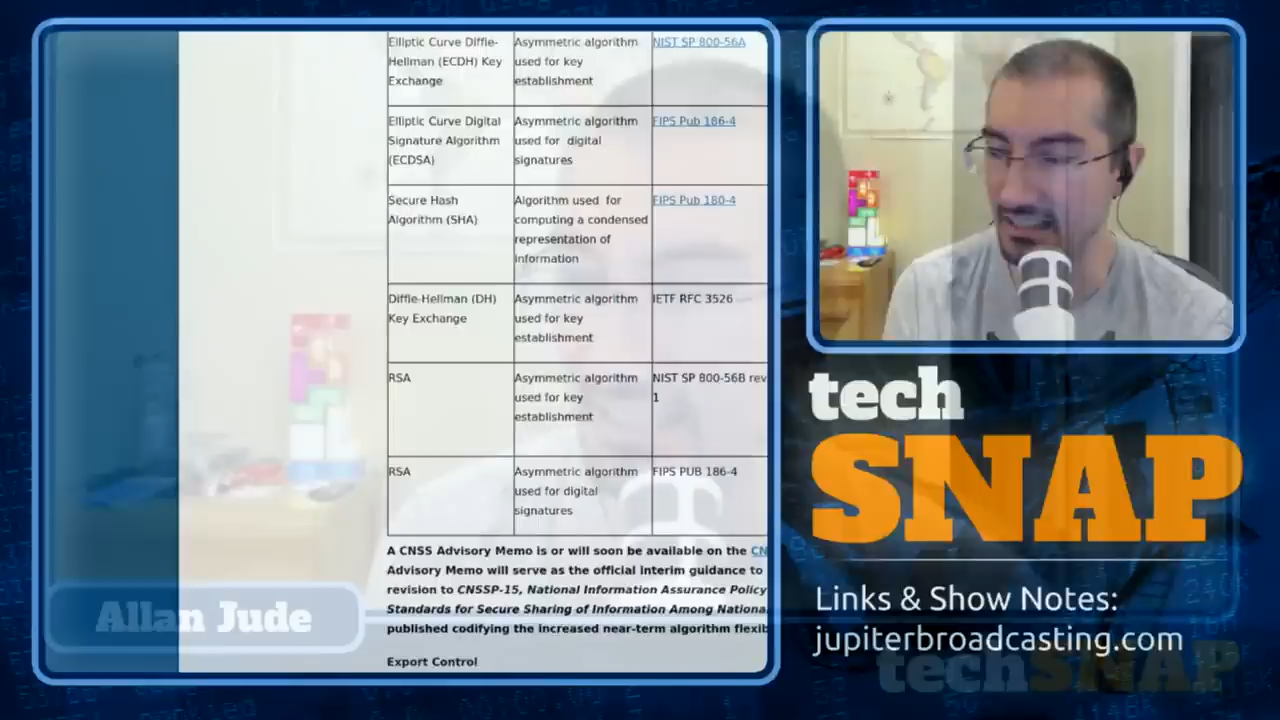 Elliptic Curve Diffie-
Hellman (ECDH) Key
Exchange
Asymmetric algorithm
used for key
establishment
NIST SP 800-56A
Elliptic Curve Digital
Signature Algorithm
(ECDSA)
Asymmetric algorithm
used for digital
signatures
FIPS Pub 186-4
Secure Hash
Algorithm (SHA)
Algorithm used for
computing a condensed
representation of
information
FIPS Pub 180-4
Diffie-Hellman (DH)
Key Exchange
Asymmetric algorithm
used for key
establishment
IETF RFC 3526
RSA
Asymmetric algorithm
used for key
establishment
NIST SP 800-56B rev
1
RSA
Asymmetric algorithm
used for digital
signatures
FIPS PUB 186-4
A CNSS Advisory Memo is or will soon be available on the CN
Advisory Memo will serve as the official interim guidance to
revision to CNSSP-15, National Information Assurance Policy
Standards for Secure Sharing of Information Among Nationa
published codifying the increased near-term algorithm flexib
Export Control
Allan Jude
tech
SNAP
Links & Show Notes:
jupiterbroadcasting.com
techSNAP